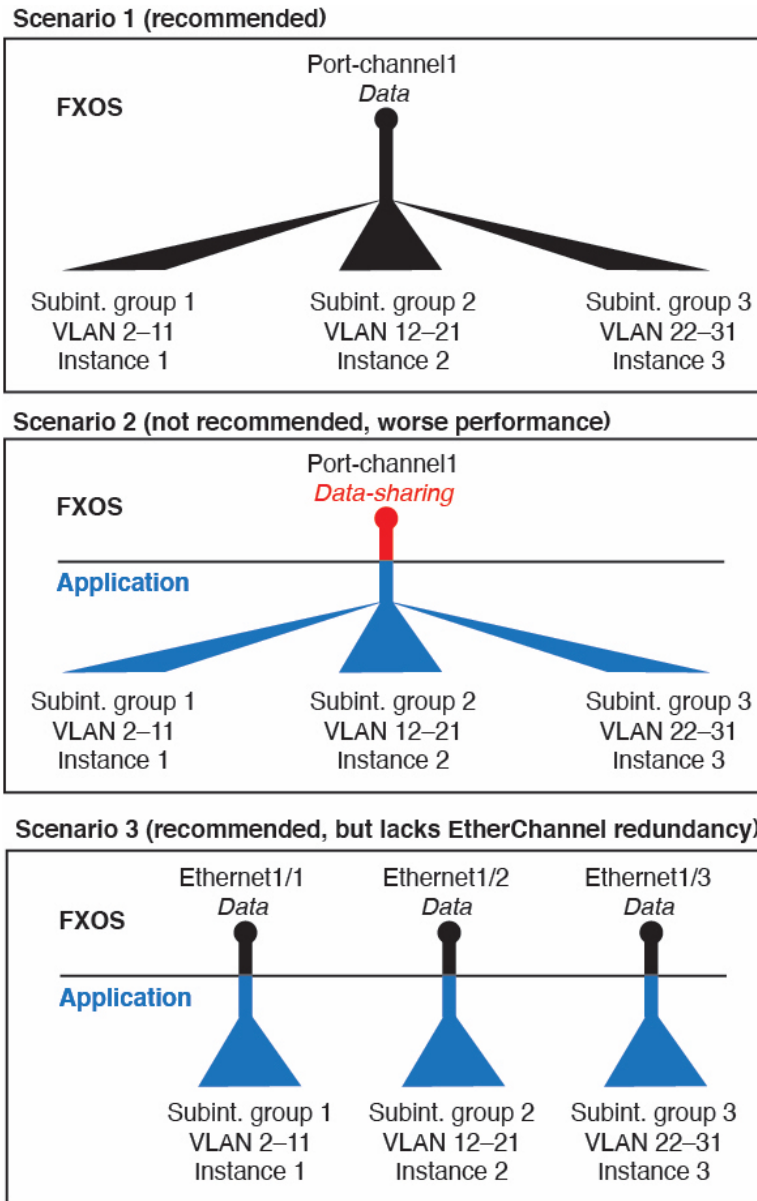 Scenario 1 (recommended)
Port-channel1
Data
FXOS
Subint. group 1
VLAN 2–11
Instance 1
Subint. group 2
VLAN 12–21
Instance 2
Subint. group 3
VLAN 22–31
Instance 3
Scenario 2 (not recommended, worse performance)
Port-channel1
Data-sharing
FXOS
Application
Subint. group 1
VLAN 2–11
Instance 1
Subint. group 2
VLAN 12–21
Instance 2
Subint. group 3
VLAN 22–31
Instance 3
Scenario 3 (recommended, but lacks EtherChannel redundancy)
Ethernet1/1
Data
Ethernet1/2
Data
Ethernet1/3
Data
FXOS
Application
Subint. group 1
VLAN 2–11
Instance 1
Subint. group 2
VLAN 12–21
Instance 2
Subint. group 3
VLAN 22–31
Instance 3